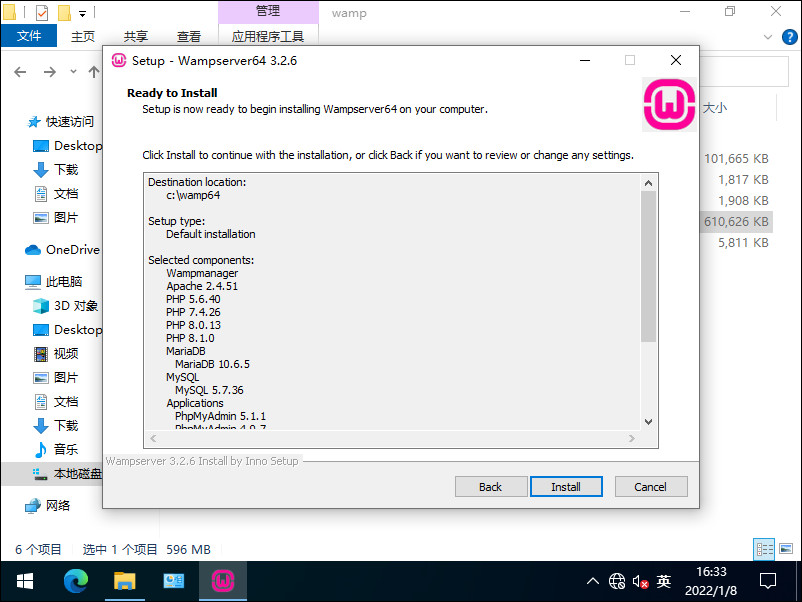 管理
wamp
文件
主页
共享
查看
应用程序工具
Setup - Wampserver64 3.2.6
Ready to Install
Setup is now ready to begin installing Wampserver64 on your computer.
Click Install to continue with the installation, or click Back if you want to review or change any settings.
Destination location:
c:\wamp64
Setup type:
Default installation
Selected components:
Wampmanager
Apache 2.4.51
PHP 5.6.40
PHP 7.4.26
PHP 8.0.13
PHP 8.1.0
MariaDB
MariaDB 10.6.5
MySQL
MySQL 5.7.36
Applications
PhpMyAdmin 5.1.1
PhpMyAdmin 4.9.7
Wampserver 3.2.6 Install by Inno Setup
Back
Install
Cancel
快速访问
Desktop
下载
文档
图片
OneDrive
此电脑
3D 对象
Desktop
视频
图片
文档
下载
音乐
本地磁盘
网络
大小
101,665 KB
1,817 KB
1,908 KB
610,626 KB
5,811 KB
6 个项目
选中 1 个项目 596 MB
英
16:33
2022/1/8